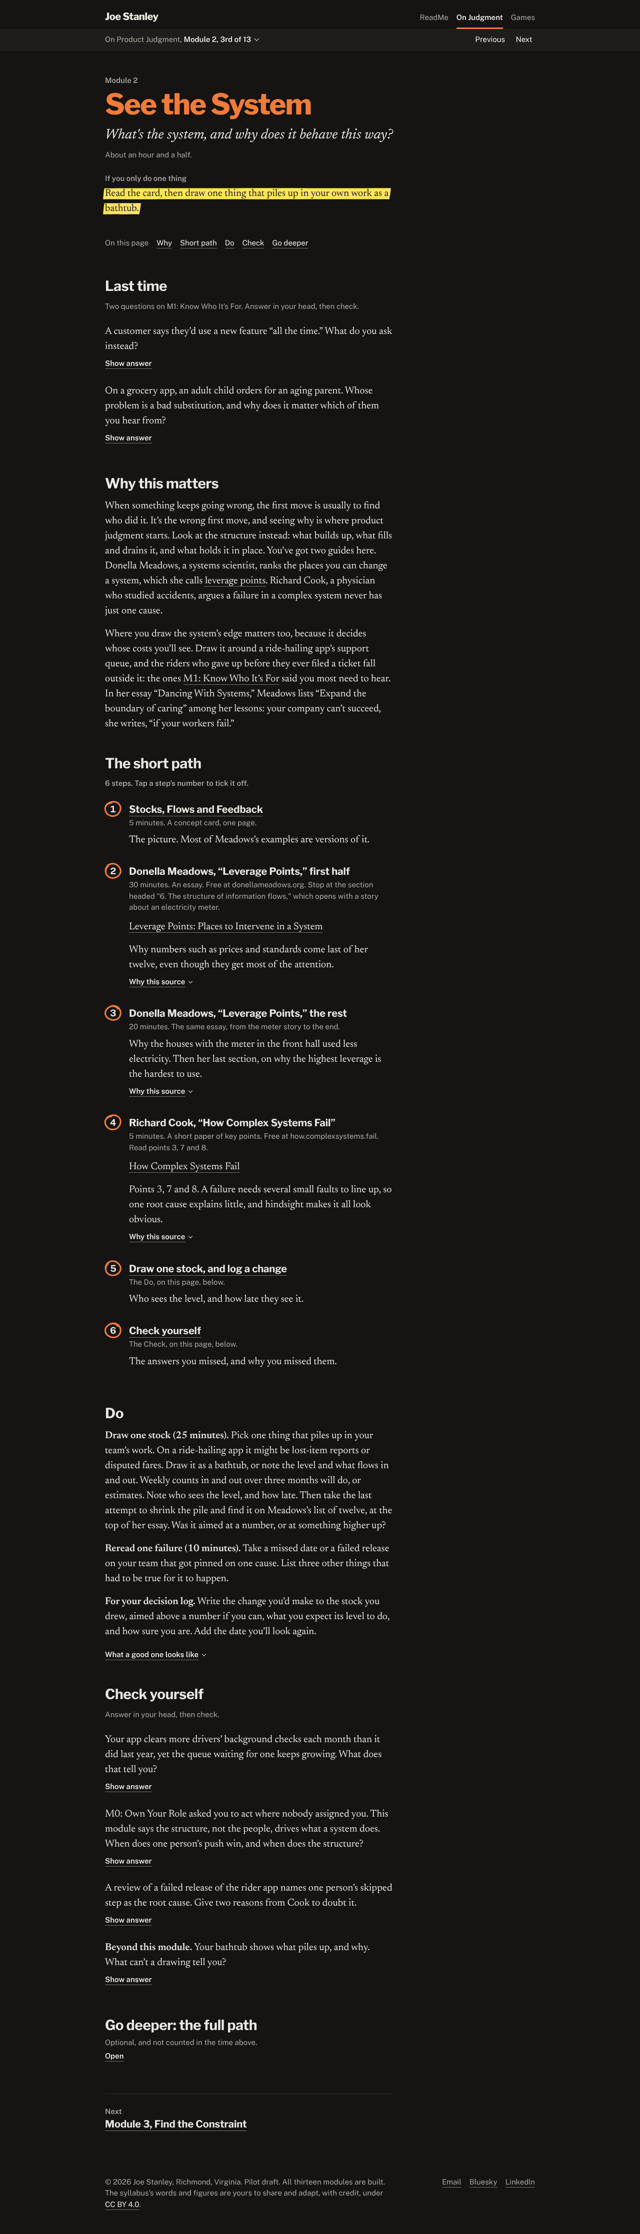 Joe Stanley
ReadMe On Judgment Games
On Product Judgment, Module 2, 3rd of 13
Previous Next
Module 2
See the System
What's the system, and why does it behave this way?
About an hour and a half.
If you only do one thing
Read the card, then draw one thing that piles up in your own work as a
bathtub.
On this page Why Short path Do Check Go deeper
Last time
Two questions on M1: Know Who It's For. Answer in your head, then check.
A customer says they'd use a new feature “all the time.” What do you ask
instead?
Show answer
On a grocery app, an adult child orders for an aging parent. Whose
problem is a bad substitution, and why does it matter which of them
you hear from?
Show answer
Why this matters
When something keeps going wrong, the first move is usually to find
who did it. It's the wrong first move, and seeing why is where product
judgment starts. Look at the structure instead: what builds up, what fills
and drains it, and what holds it in place. You've got two guides here.
Donella Meadows, a systems scientist, ranks the places you can change
a system, which she calls leverage points. Richard Cook, a physician
who studied accidents, argues a failure in a complex system never has
just one cause.
Where you draw the system's edge matters too, because it decides
whose costs you'll see. Draw it around a ride-hailing app's support
queue, and the riders who gave up before they ever filed a ticket fall
outside it: the ones M1: Know Who It's For said you most need to hear.
In her essay “Dancing With Systems,” Meadows lists “Expand the
boundary of caring” among her lessons: your company can't succeed,
she writes, “if your workers fail.”
The short path
6 steps. Tap a step's number to tick it off.
1 Stocks, Flows and Feedback
5 minutes. A concept card, one page.
The picture. Most of Meadows's examples are versions of it.
2 Donella Meadows, “Leverage Points,” first half
30 minutes. An essay. Free at donellameadows.org. Stop at the section
headed "6. The structure of information flows," which opens with a story
about an electricity meter.
Leverage Points: Places to Intervene in a System
Why numbers such as prices and standards come last of her
twelve, even though they get most of the attention.
Why this source
3 Donella Meadows, “Leverage Points,” the rest
20 minutes. The same essay, from the meter story to the end.
Why the houses with the meter in the front hall used less
electricity. Then her last section, on why the highest leverage is
the hardest to use.
Why this source
4 Richard Cook, “How Complex Systems Fail”
5 minutes. A short paper of key points. Free at how.complexsystems.fail.
Read points 3, 7 and 8.
How Complex Systems Fail
Points 3, 7 and 8. A failure needs several small faults to line up, so
one root cause explains little, and hindsight makes it all look
obvious.
Why this source
5 Draw one stock, and log a change
The Do, on this page, below.
Who sees the level, and how late they see it.
6 Check yourself
The Check, on this page, below.
The answers you missed, and why you missed them.
Do
Draw one stock (25 minutes). Pick one thing that piles up in your
team's work. On a ride-hailing app it might be lost-item reports or
disputed fares. Draw it as a bathtub, or note the level and what flows in
and out. Weekly counts in and out over three months will do, or
estimates. Note who sees the level, and how late. Then take the last
attempt to shrink the pile and find it on Meadows's list of twelve, at the
top of her essay. Was it aimed at a number, or at something higher up?
Reread one failure (10 minutes). Take a missed date or a failed release
on your team that got pinned on one cause. List three other things that
had to be true for it to happen.
For your decision log. Write the change you'd make to the stock you
drew, aimed above a number if you can, what you expect its level to do,
and how sure you are. Add the date you'll look again.
What a good one looks like
Check yourself
Answer in your head, then check.
Your app clears more drivers' background checks each month than it
did last year, yet the queue waiting for one keeps growing. What does
that tell you?
Show answer
M0: Own Your Role asked you to act where nobody assigned you. This
module says the structure, not the people, drives what a system does.
When does one person's push win, and when does the structure?
Show answer
A review of a failed release of the rider app names one person's skipped
step as the root cause. Give two reasons from Cook to doubt it.
Show answer
Beyond this module. Your bathtub shows what piles up, and why.
What can't a drawing tell you?
Show answer
Go deeper: the full path
Optional, and not counted in the time above.
Open
Next
Module 3, Find the Constraint
© 2026 Joe Stanley, Richmond, Virginia. Pilot draft. All thirteen modules are built.
The syllabus's words and figures are yours to share and adapt, with credit, under
CC BY 4.0.
Email Bluesky LinkedIn